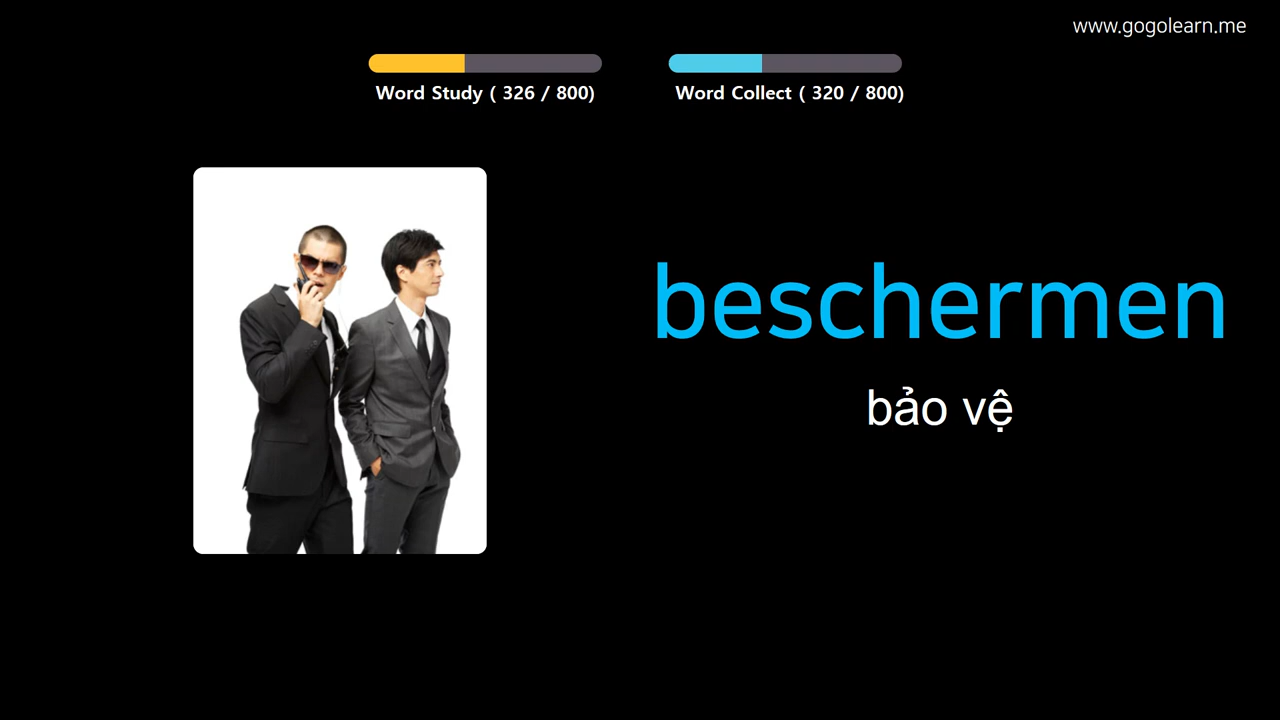 www.gogolearn.me
Word Study ( 326 / 800)
Word Collect ( 320 / 800)
beschermen
bảo vệ